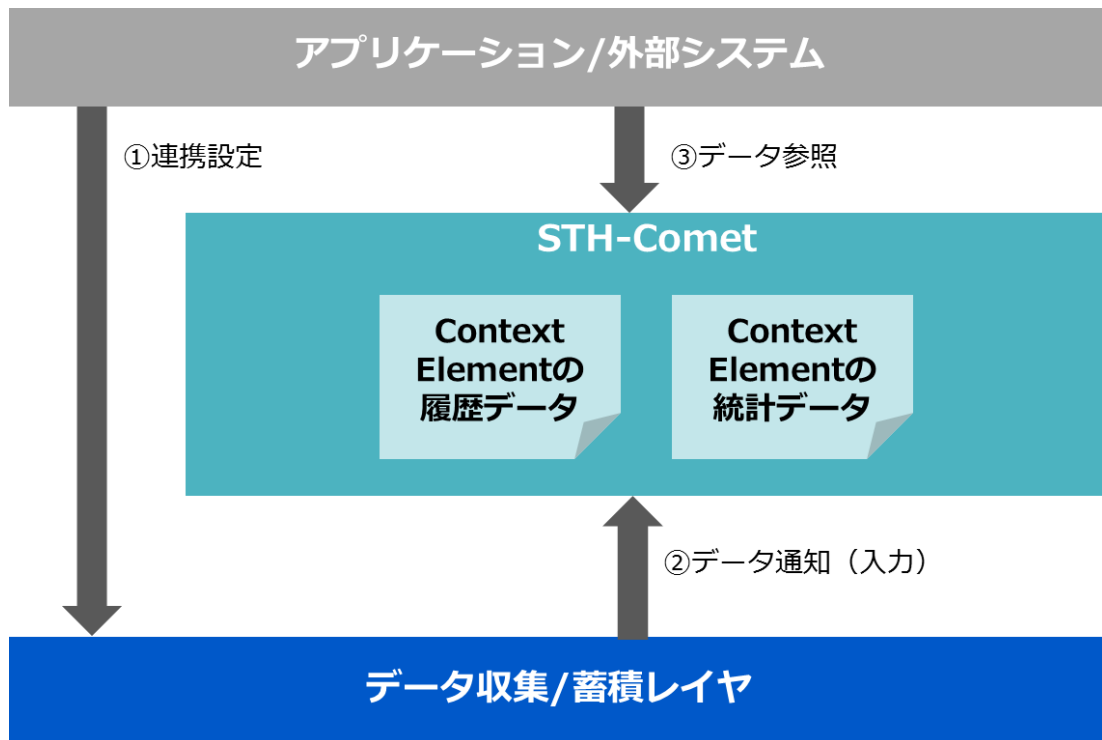 アプリケーション/外部システム
①連携設定
③データ参照
STH-Comet
Context
Elementの
履歴データ
Context
Elementの
統計データ
②データ通知（入力）
データ収集/蓄積レイヤ